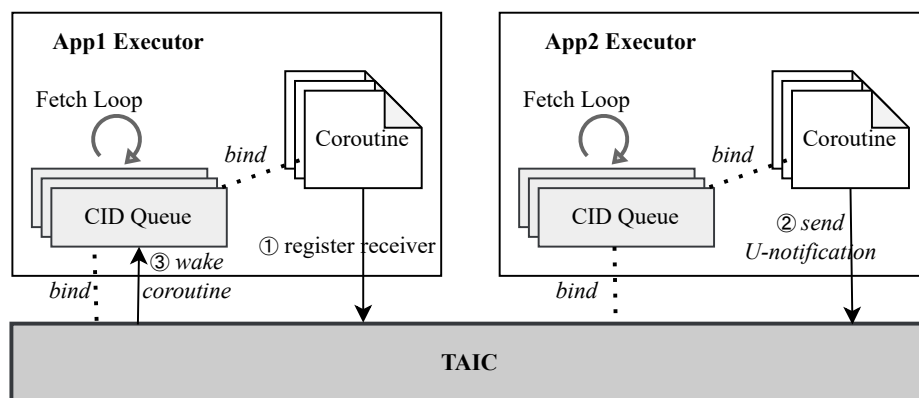 App1 Executor
Fetch Loop
Coroutine
bind
CID Queue
① register receiver
③ wake
coroutine
bind
App2 Executor
Fetch Loop
Coroutine
bind
CID Queue
② send
U-notification
bind
TAIC